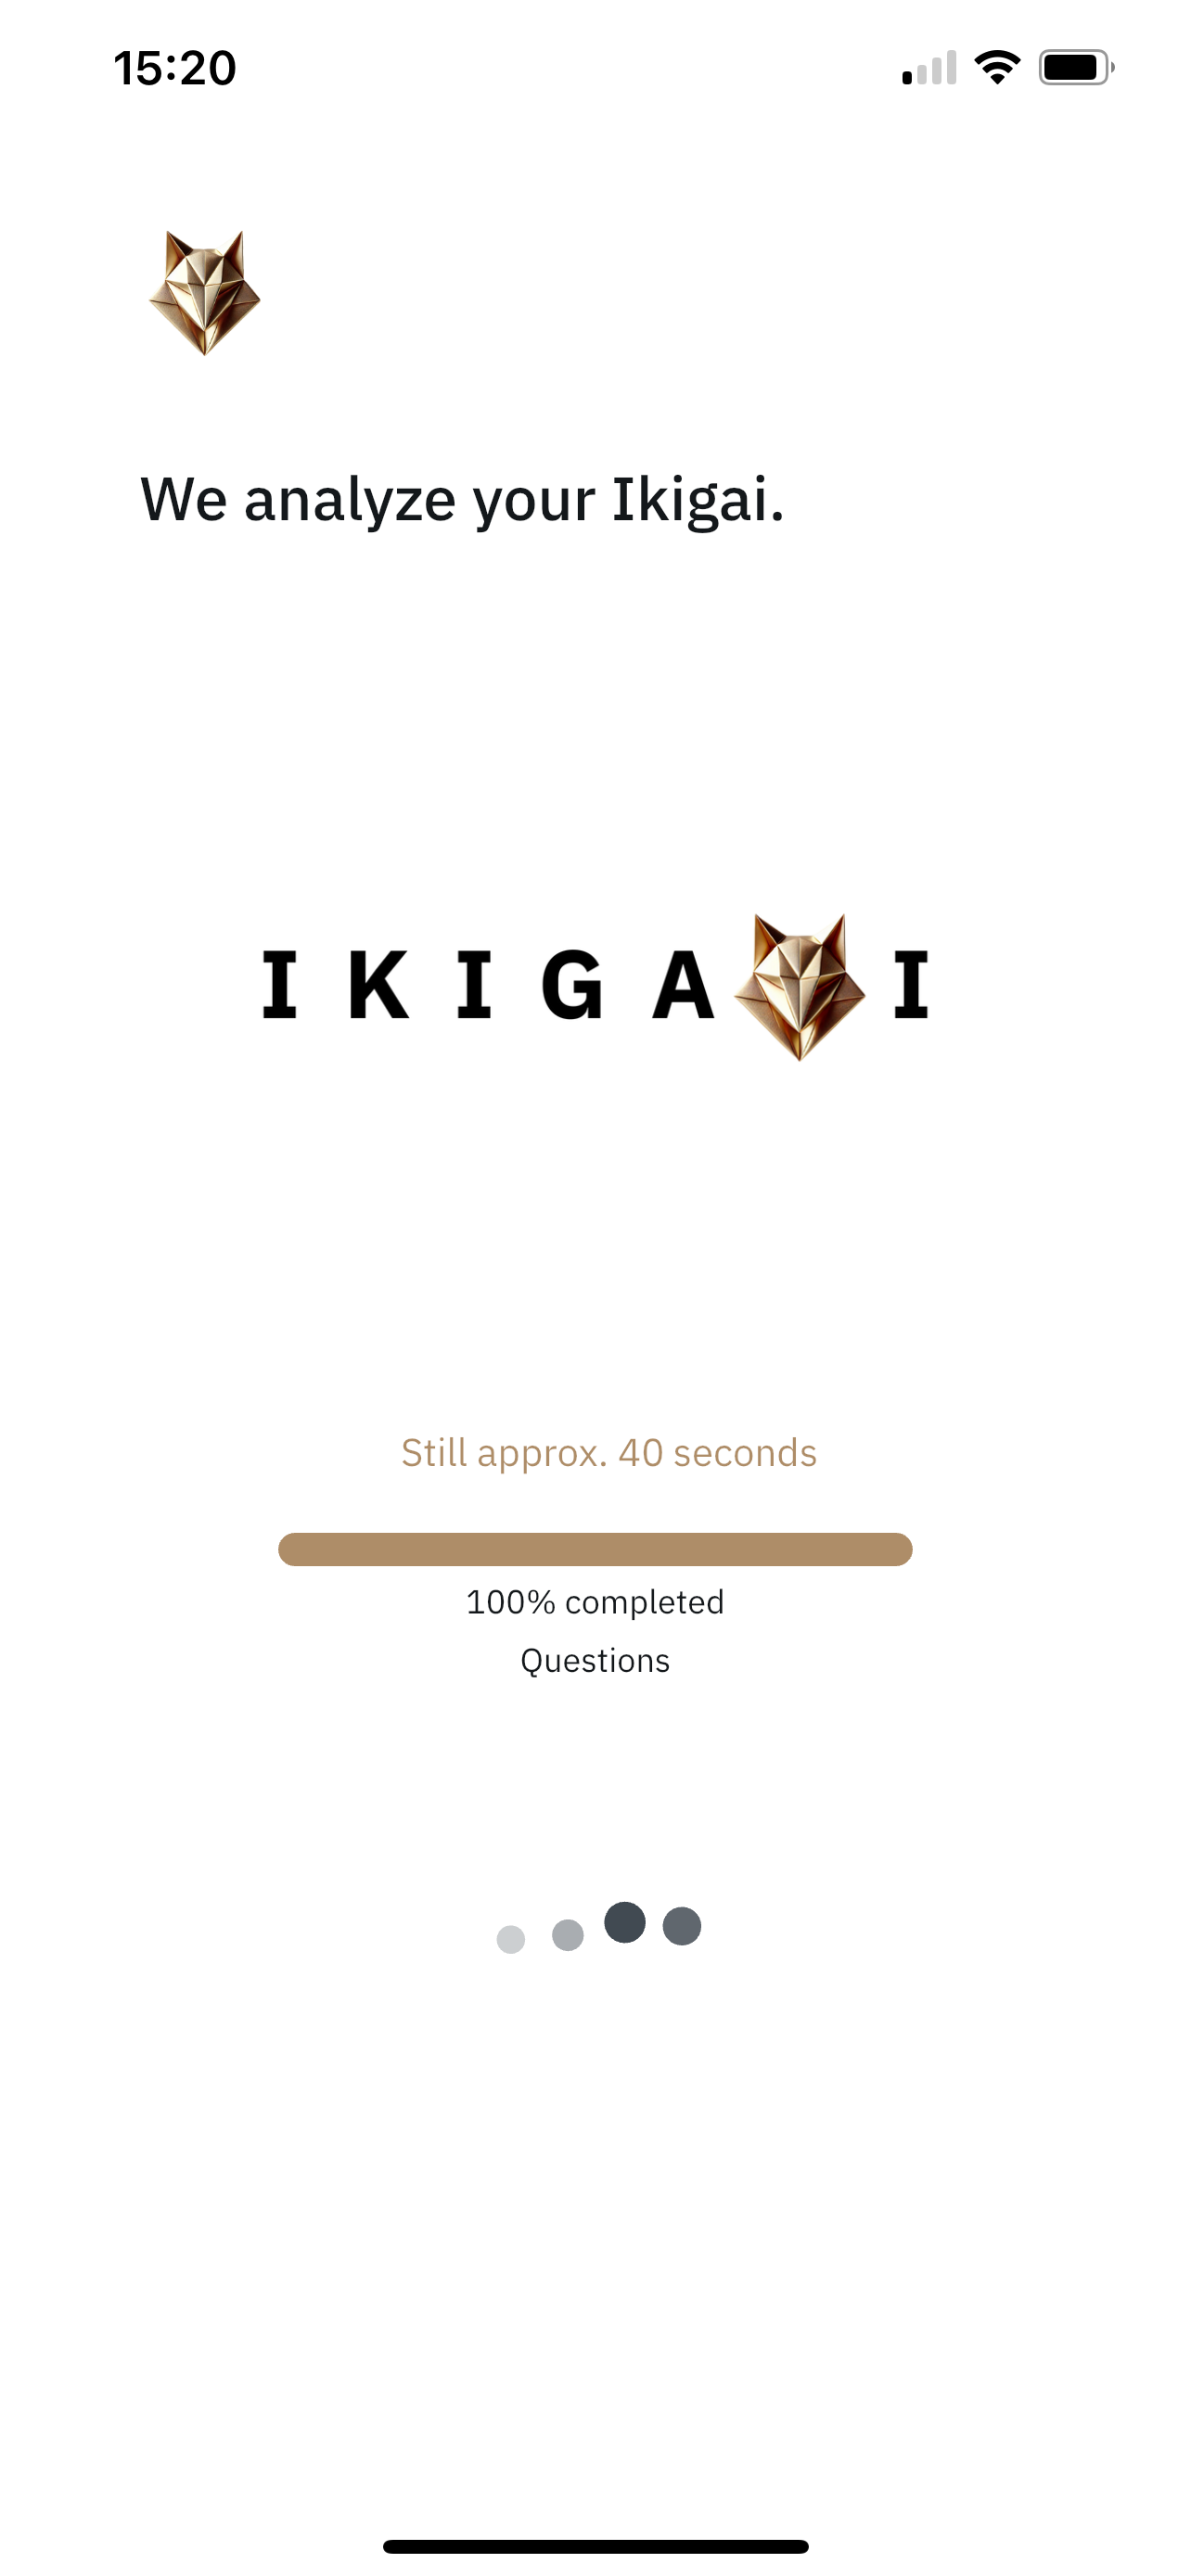 15:20
We analyze your Ikigai.
I K I G A I
Still approx. 40 seconds
100% completed
Questions